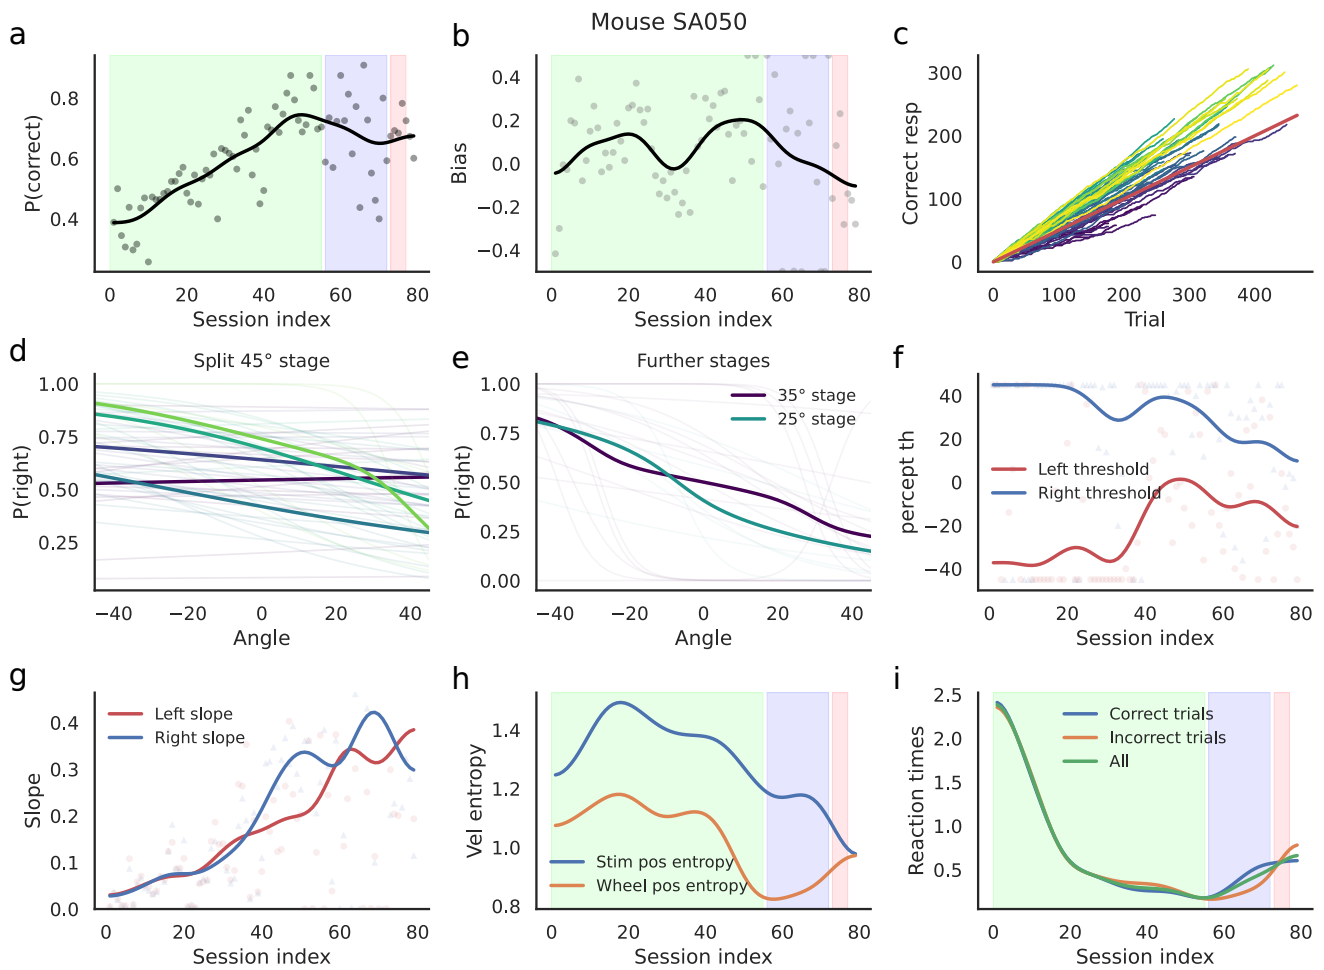 Mouse SA050
a
b
c
0.8
0.6
0.4
P(correct)
0
20
40
60
80
Session index
0.4
0.2
0.0
−0.2
−0.4
Bias
0
20
40
60
80
Session index
300
200
100
0
Correct resp
0
100
200
300
400
Trial
d
e
f
Split 45° stage
1.00
0.75
0.50
0.25
P(right)
−40
−20
0
20
40
Angle
Further stages
35° stage
25° stage
1.00
0.75
0.50
0.25
0.00
P(right)
−40
−20
0
20
40
Angle
40
20
0
−20
−40
percept th
Left threshold
Right threshold
0
20
40
60
80
Session index
g
h
i
Left slope
Right slope
0.4
0.3
0.2
0.1
0.0
Slope
0
20
40
60
80
Session index
1.4
1.2
1.0
0.8
Vel entropy
Stim pos entropy
Wheel pos entropy
0
20
40
60
80
Session index
2.5
2.0
1.5
1.0
0.5
Reaction times
Correct trials
Incorrect trials
All
0
20
40
60
80
Session index